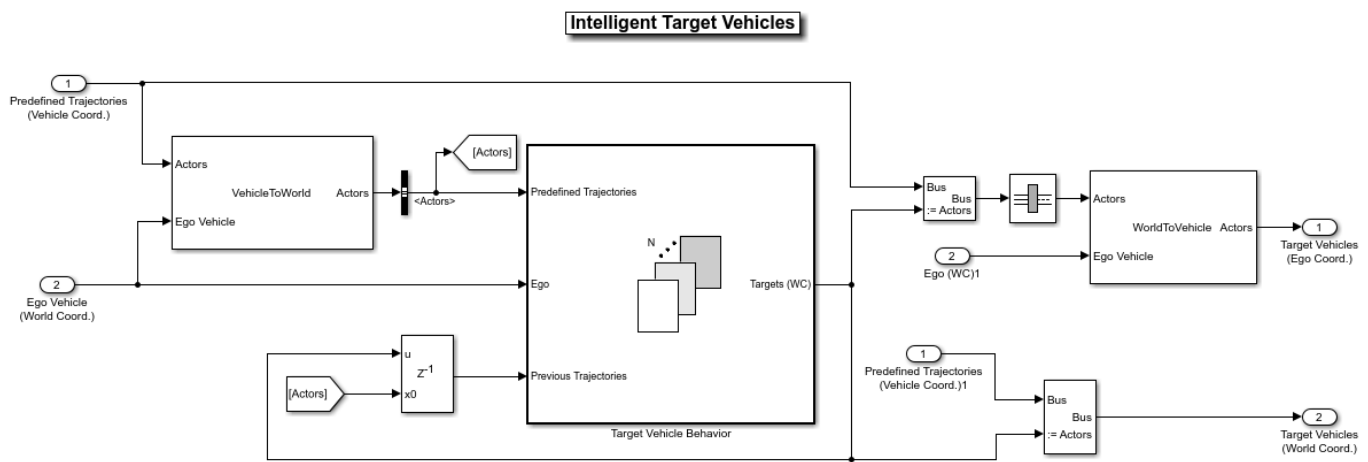 Intelligent Target Vehicles
1
Predefined Trajectories
(Vehicle Coord.)
Actors
VehicleToWorld
Actors
Ego Vehicle
<Actors>
[Actors]
2
Ego Vehicle
(World Coord.)
Predefined Trajectories
N
Ego
Targets (WC)
Previous Trajectories
Target Vehicle Behavior
u
Z-1
x0
[Actors]
Bus
Bus
:= Actors
2
Ego (WC)1
Actors
WorldToVehicle
Actors
Ego Vehicle
1
Target Vehicles
(Ego Coord.)
1
Predefined Trajectories
(Vehicle Coord.)1
Bus
Bus
:= Actors
2
Target Vehicles
(World Coord.)